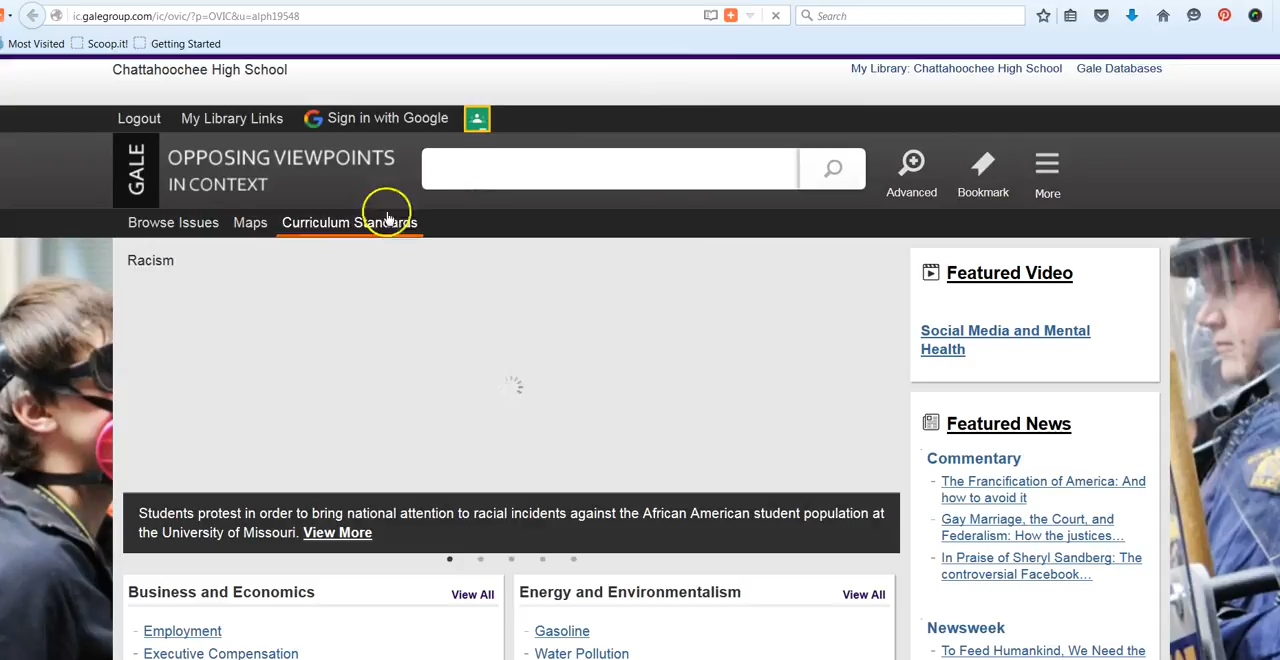 ic.galegroup.com/ic/ovic/?p=OVIC&u=alph19548
Search
Most Visited Scoop.it! Getting Started
Chattahoochee High School
My Library: Chattahoochee High School Gale Databases
Logout My Library Links Sign in with Google
GALE
OPPOSING VIEWPOINTS
IN CONTEXT
Advanced Bookmark More
Browse Issues Maps Curriculum Standards
Racism
Students protest in order to bring national attention to racial incidents against the African American student population at
the University of Missouri. View More
Business and Economics View All
- Employment
- Executive Compensation
Energy and Environmentalism View All
- Gasoline
- Water Pollution
Featured Video
Social Media and Mental
Health
Featured News
Commentary
- The Francification of America: And
how to avoid it
- Gay Marriage, the Court, and
Federalism: How the justices...
- In Praise of Sheryl Sandberg: The
controversial Facebook...
Newsweek
- To Feed Humankind, We Need the